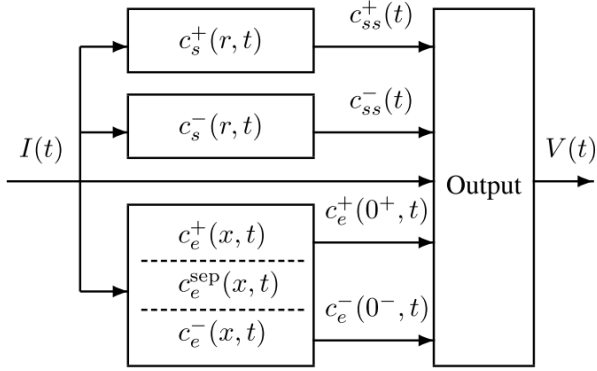 c_{ss}^{+}(t)
c_s^{+}(r, t)
c_{ss}^{-}(t)
c_s^{-}(r, t)
I(t)
V(t)
Output
c_e^{+}(0^{+}, t)
c_e^{+}(x, t)
c_e^{sep}(x, t)
c_e^{-}(0^{-}, t)
c_e^{-}(x, t)